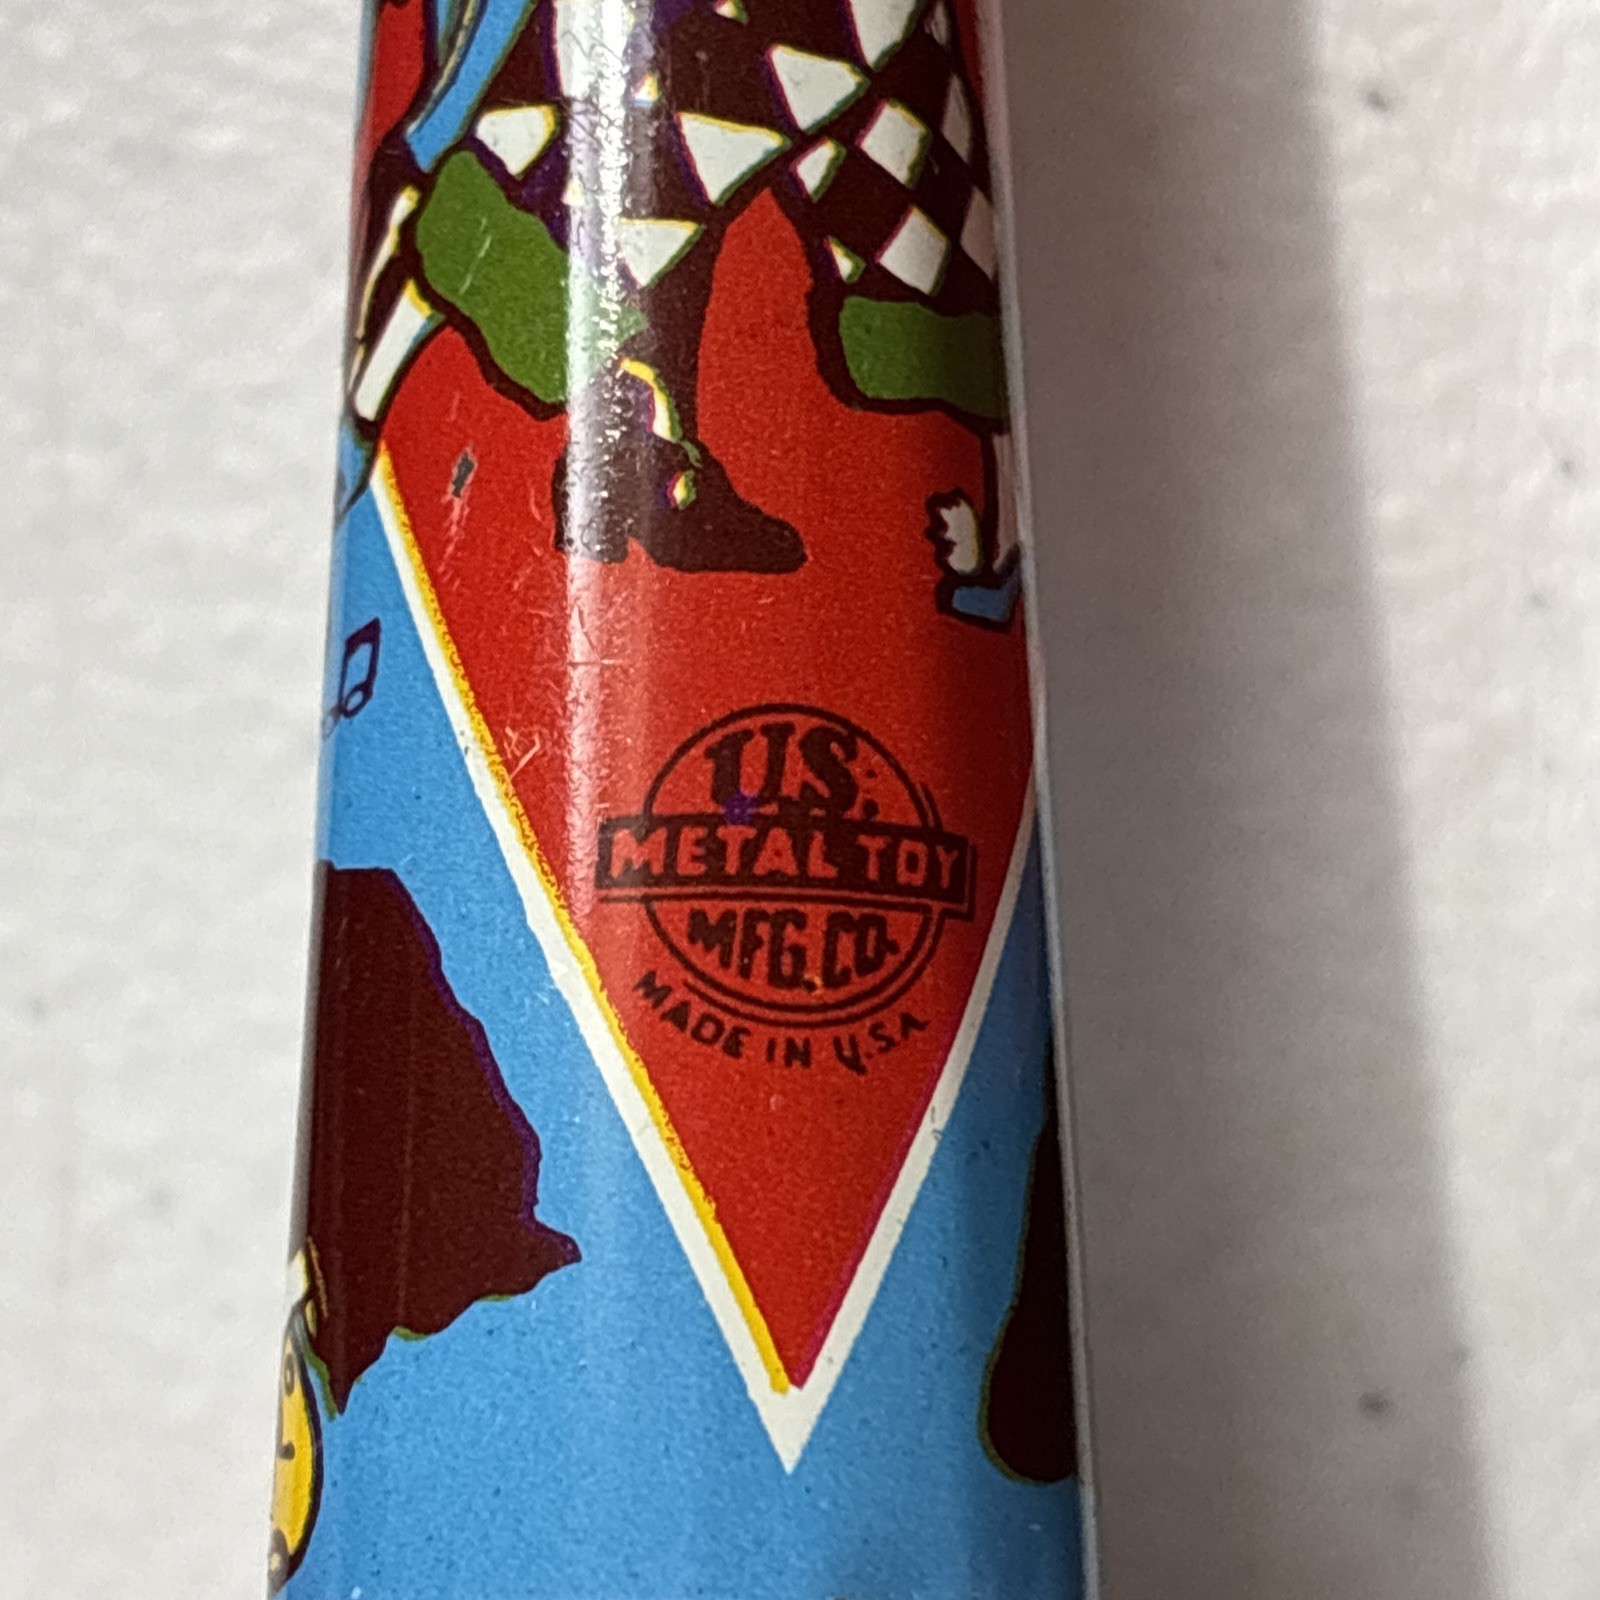 U.S.
METAL TOY
MFG. CO.
MADE IN U.S.A